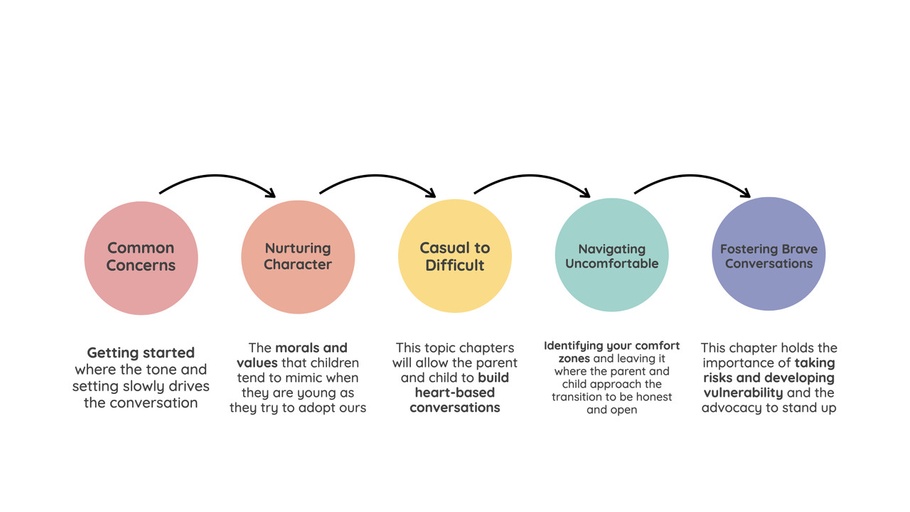 Common
Concerns
Nurturing
Character
Casual to
Difficult
Navigating
Uncomfortable
Fostering Brave
Conversations
Getting started
where the tone and
setting slowly drives
the conversation
The morals and
values that children
tend to mimic when
they are young as
they try to adopt ours
This topic chapters
will allow the parent
and child to build
heart-based
conversations
Identifying your comfort
zones and leaving it
where the parent and
child approach the
transition to be honest
and open
This chapter holds the
importance of taking
risks and developing
vulnerability and the
advocacy to stand up